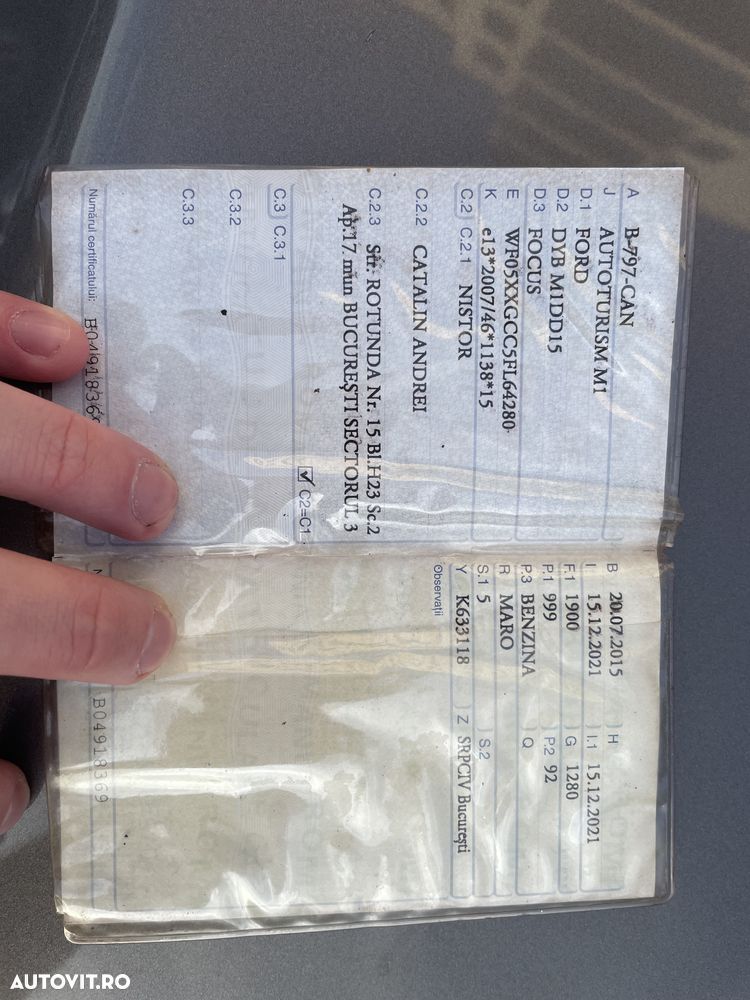 A B-797-CAN
J AUTOTURISM M1
D.1 FORD
D.2 DYB M1DD15
D.3 FOCUS
E WF05XXGCC5FL64280
K e13*2007/46*1138*15
C.2 C.2.1 NISTOR
C.2.2 CATALIN ANDREI
C.2.3 Str. ROTUNDA Nr. 15 Bl.H23 Sc.2
Ap.17 mun. BUCUREŞTI SECTORUL 3
C2=C1
C.3 C.3.1
C.3.2
C.3.3
Numărul certificatului: B04918369
B 20.07.2015 H
I 15.12.2021 I.1 15.12.2021
F.1 1900 G 1280
P.1 999 P.2 92
P.3 BENZINA Q
R MARO
S.1 5 S.2
Y K633118 Z SRPCIV Bucureşti
Observaţii
B04918369
AUTOVIT.RO